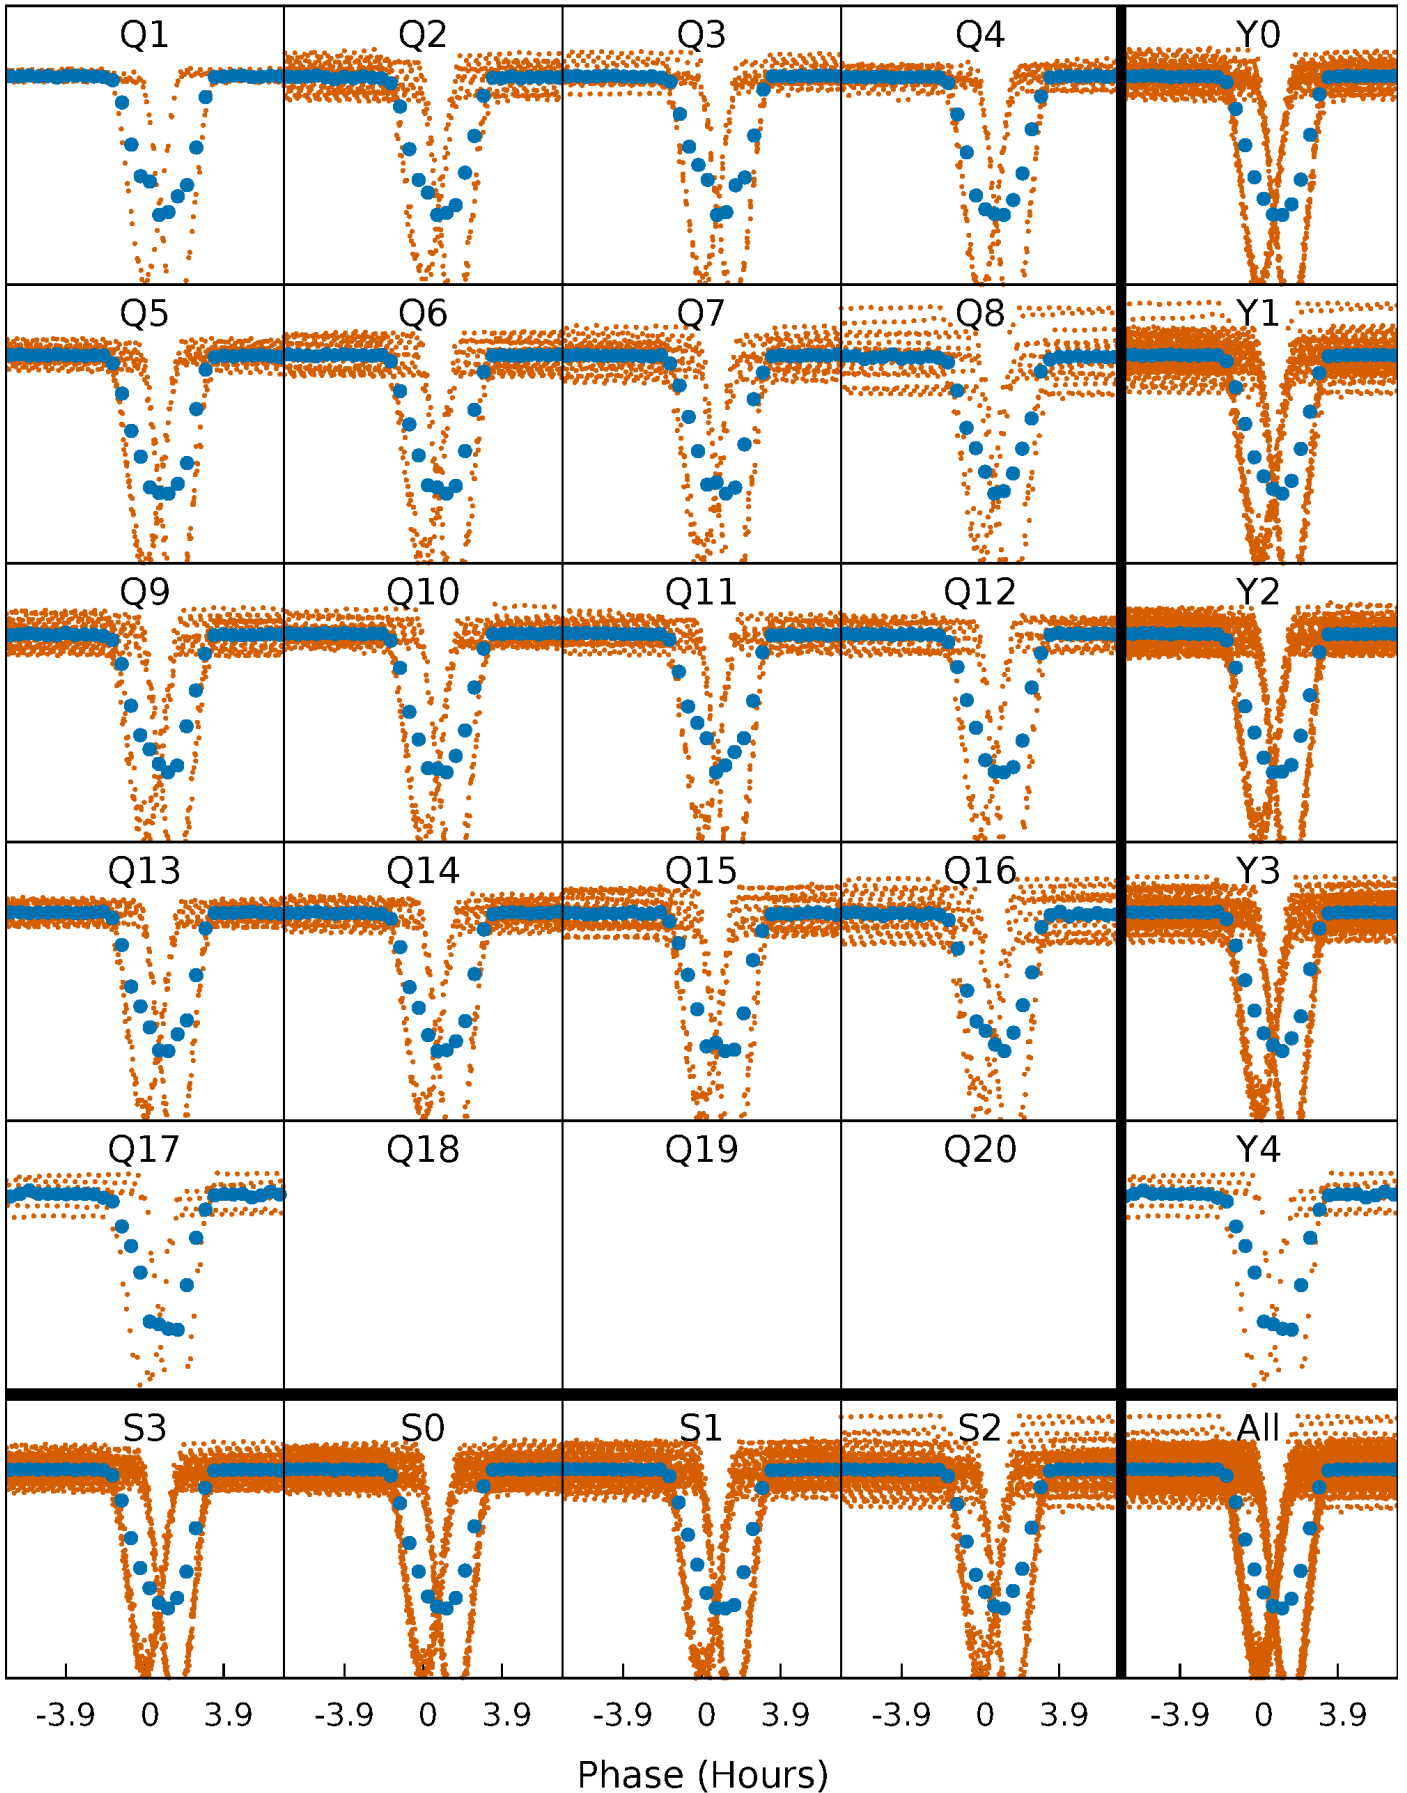 Q1 Q2 Q3 Q4 Y0
Q5 Q6 Q7 Q8 Y1
Q9 Q10 Q11 Q12 Y2
Q13 Q14 Q15 Q16 Y3
Q17 Q18 Q19 Q20 Y4
S3 S0 S1 S2 All
-3.9 0 3.9 -3.9 0 3.9 -3.9 0 3.9 -3.9 0 3.9 -3.9 0 3.9
Phase (Hours)